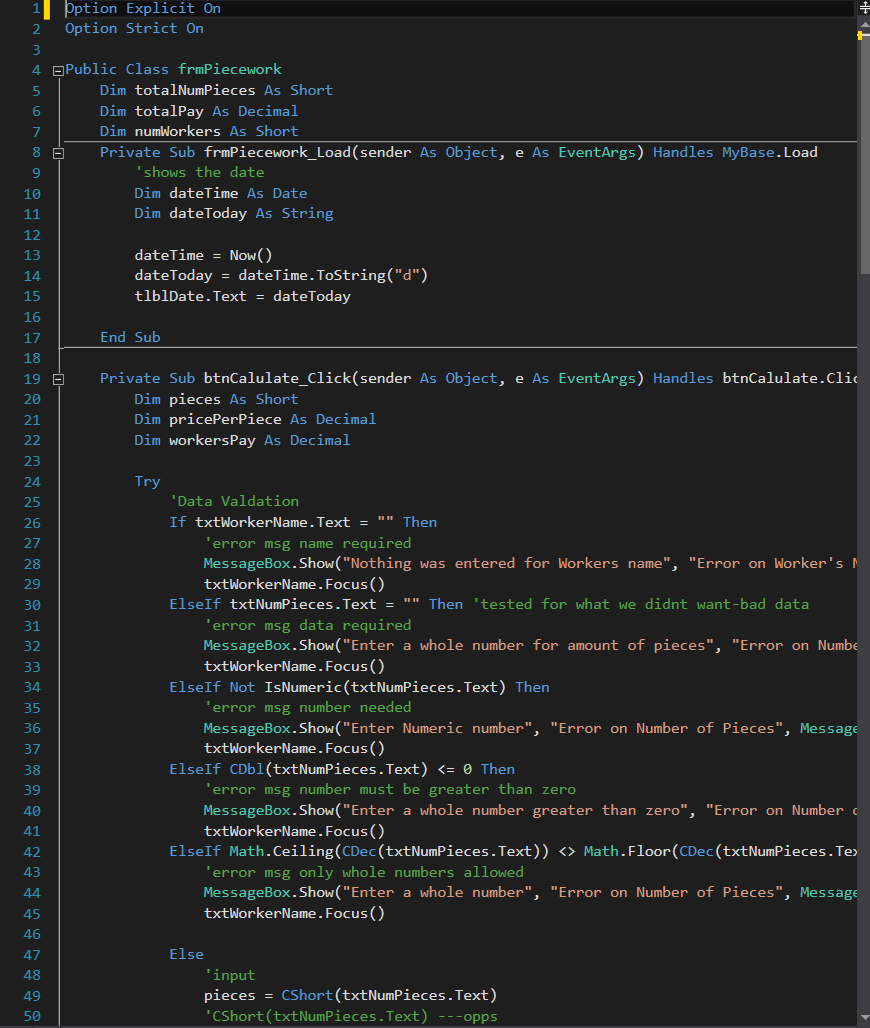 1 Option Explicit On
2 Option Strict On
3
4 Public Class frmPiecework
5 Dim totalNumPieces As Short
6 Dim totalPay As Decimal
7 Dim numWorkers As Short
8 Private Sub frmPiecework_Load(sender As Object, e As EventArgs) Handles MyBase.Load
9 'shows the date
10 Dim dateTime As Date
11 Dim dateToday As String
12
13 dateTime = Now()
14 dateToday = dateTime.ToString("d")
15 tlblDate.Text = dateToday
16
17 End Sub
18
19 Private Sub btnCalulate_Click(sender As Object, e As EventArgs) Handles btnCalulate.Clic
20 Dim pieces As Short
21 Dim pricePerPiece As Decimal
22 Dim workersPay As Decimal
23
24 Try
25 'Data Valdation
26 If txtWorkerName.Text = "" Then
27 'error msg name required
28 MessageBox.Show("Nothing was entered for Workers name", "Error on Worker's N
29 txtWorkerName.Focus()
30 ElseIf txtNumPieces.Text = "" Then 'tested for what we didnt want-bad data
31 'error msg data required
32 MessageBox.Show("Enter a whole number for amount of pieces", "Error on Numbe
33 txtWorkerName.Focus()
34 ElseIf Not IsNumeric(txtNumPieces.Text) Then
35 'error msg number needed
36 MessageBox.Show("Enter Numeric number", "Error on Number of Pieces", Message
37 txtWorkerName.Focus()
38 ElseIf CDbl(txtNumPieces.Text) <= 0 Then
39 'error msg number must be greater than zero
40 MessageBox.Show("Enter a whole number greater than zero", "Error on Number o
41 txtWorkerName.Focus()
42 ElseIf Math.Ceiling(CDec(txtNumPieces.Text)) <> Math.Floor(CDec(txtNumPieces.Tex
43 'error msg only whole numbers allowed
44 MessageBox.Show("Enter a whole number", "Error on Number of Pieces", Message
45 txtWorkerName.Focus()
46
47 Else
48 'input
49 pieces = CShort(txtNumPieces.Text)
50 'CShort(txtNumPieces.Text) ---opps